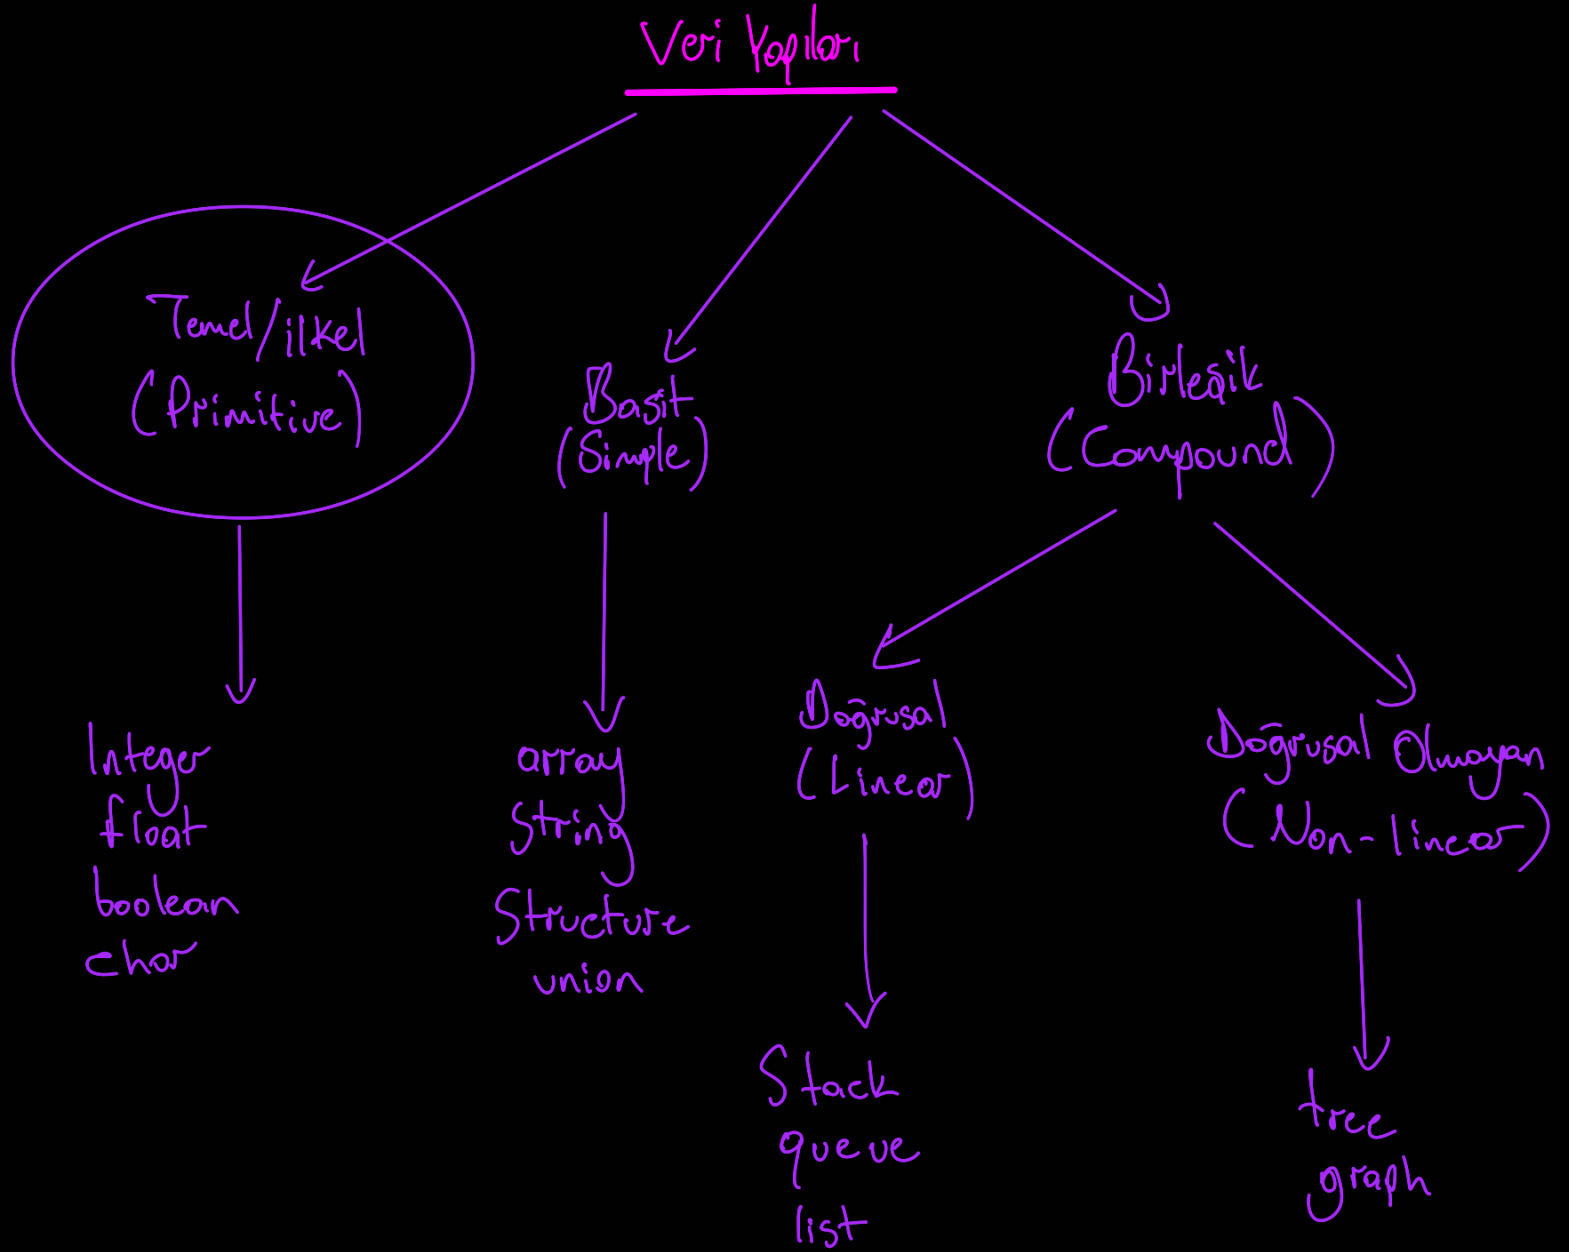 Veri Yapıları
Temel/ilkel
(Primitive)
Basit
(Simple)
Birleşik
(Compound)
Integer
float
boolean
char
array
String
Structure
union
Doğrusal
(Linear)
Doğrusal Olmayan
(Non-linear)
Stack
queue
list
tree
graph